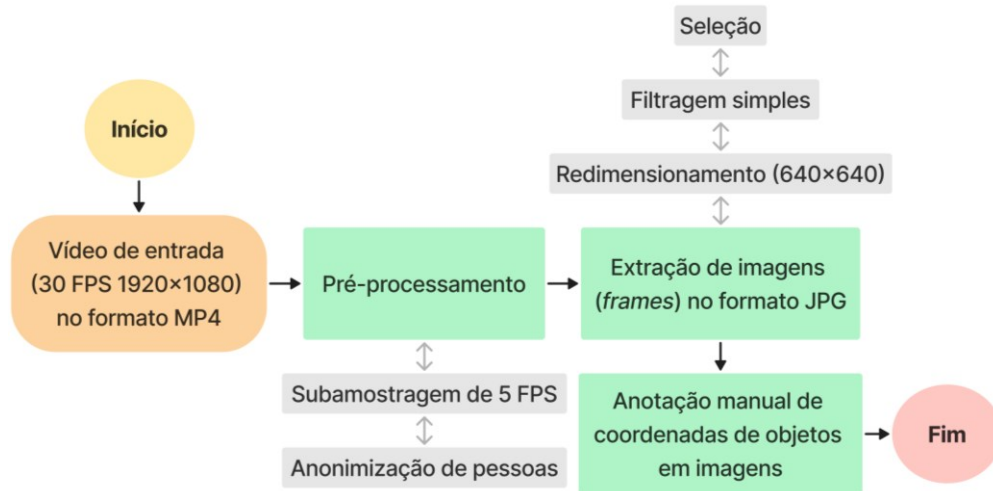 Seleção
Filtragem simples
Redimensionamento (640×640)
Início
Vídeo de entrada
(30 FPS 1920×1080)
no formato MP4
Pré-processamento
Extração de imagens
(frames) no formato JPG
Subamostragem de 5 FPS
Anonimização de pessoas
Anotação manual de
coordenadas de objetos
em imagens
Fim